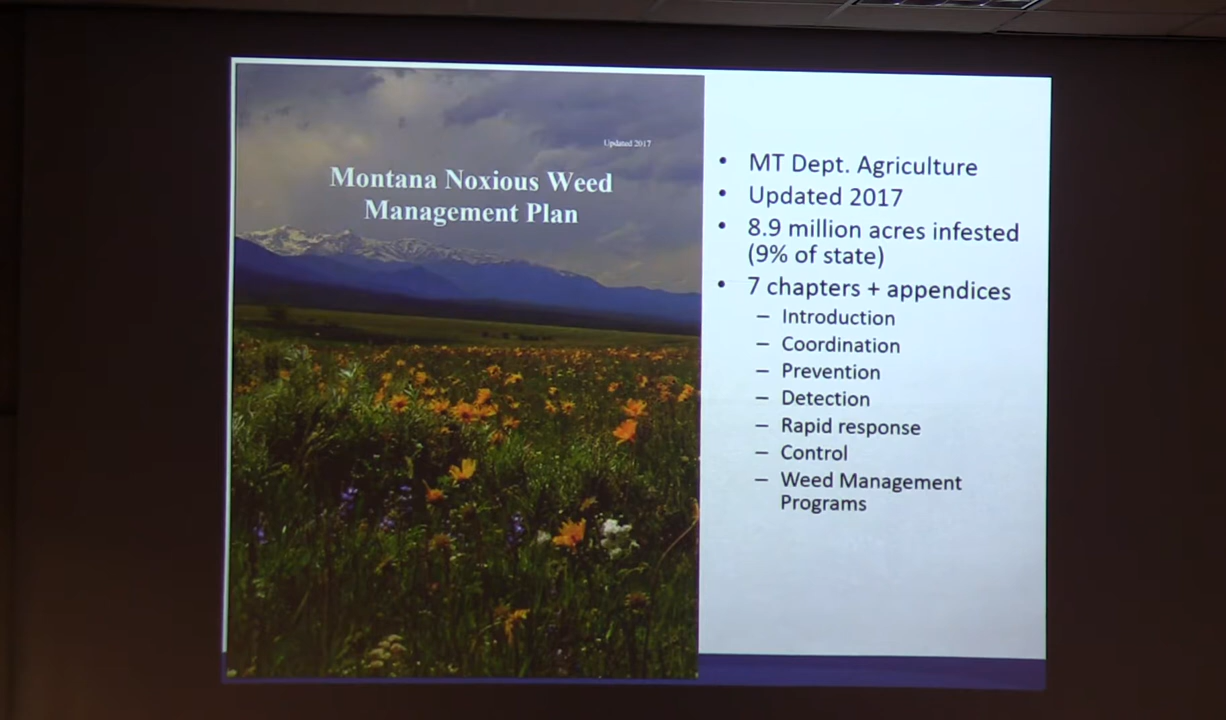 Updated 2017
Montana Noxious Weed
Management Plan
• MT Dept. Agriculture
• Updated 2017
• 8.9 million acres infested
(9% of state)
• 7 chapters + appendices
– Introduction
– Coordination
– Prevention
– Detection
– Rapid response
– Control
– Weed Management
Programs